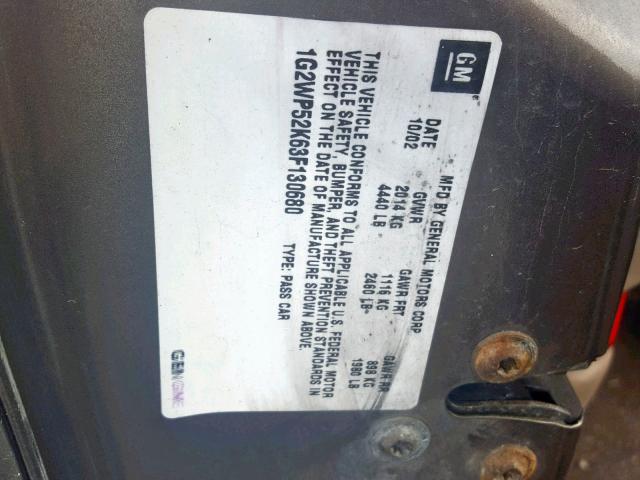 GM
MFD BY GENERAL MOTORS CORP
DATE GVWR GAWR FRT GAWR RR
10/02 2014 KG 1116 KG 898 KG
4440 LB 2460 LB 1980 LB
THIS VEHICLE CONFORMS TO ALL APPLICABLE U.S. FEDERAL MOTOR
VEHICLE SAFETY, BUMPER, AND THEFT PREVENTION STANDARDS IN
EFFECT ON THE DATE OF MANUFACTURE SHOWN ABOVE.
1G2WP52K63F130680 TYPE: PASS CAR